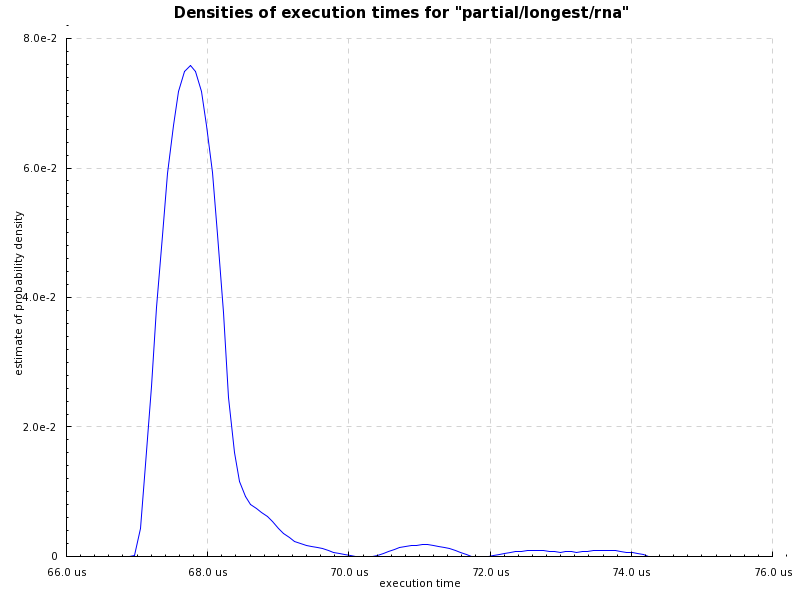 Densities of execution times for "partial/longest/rna"
8.0e-2
6.0e-2
4.0e-2
2.0e-2
0
estimate of probability density
66.0 us 68.0 us 70.0 us 72.0 us 74.0 us 76.0 us
execution time